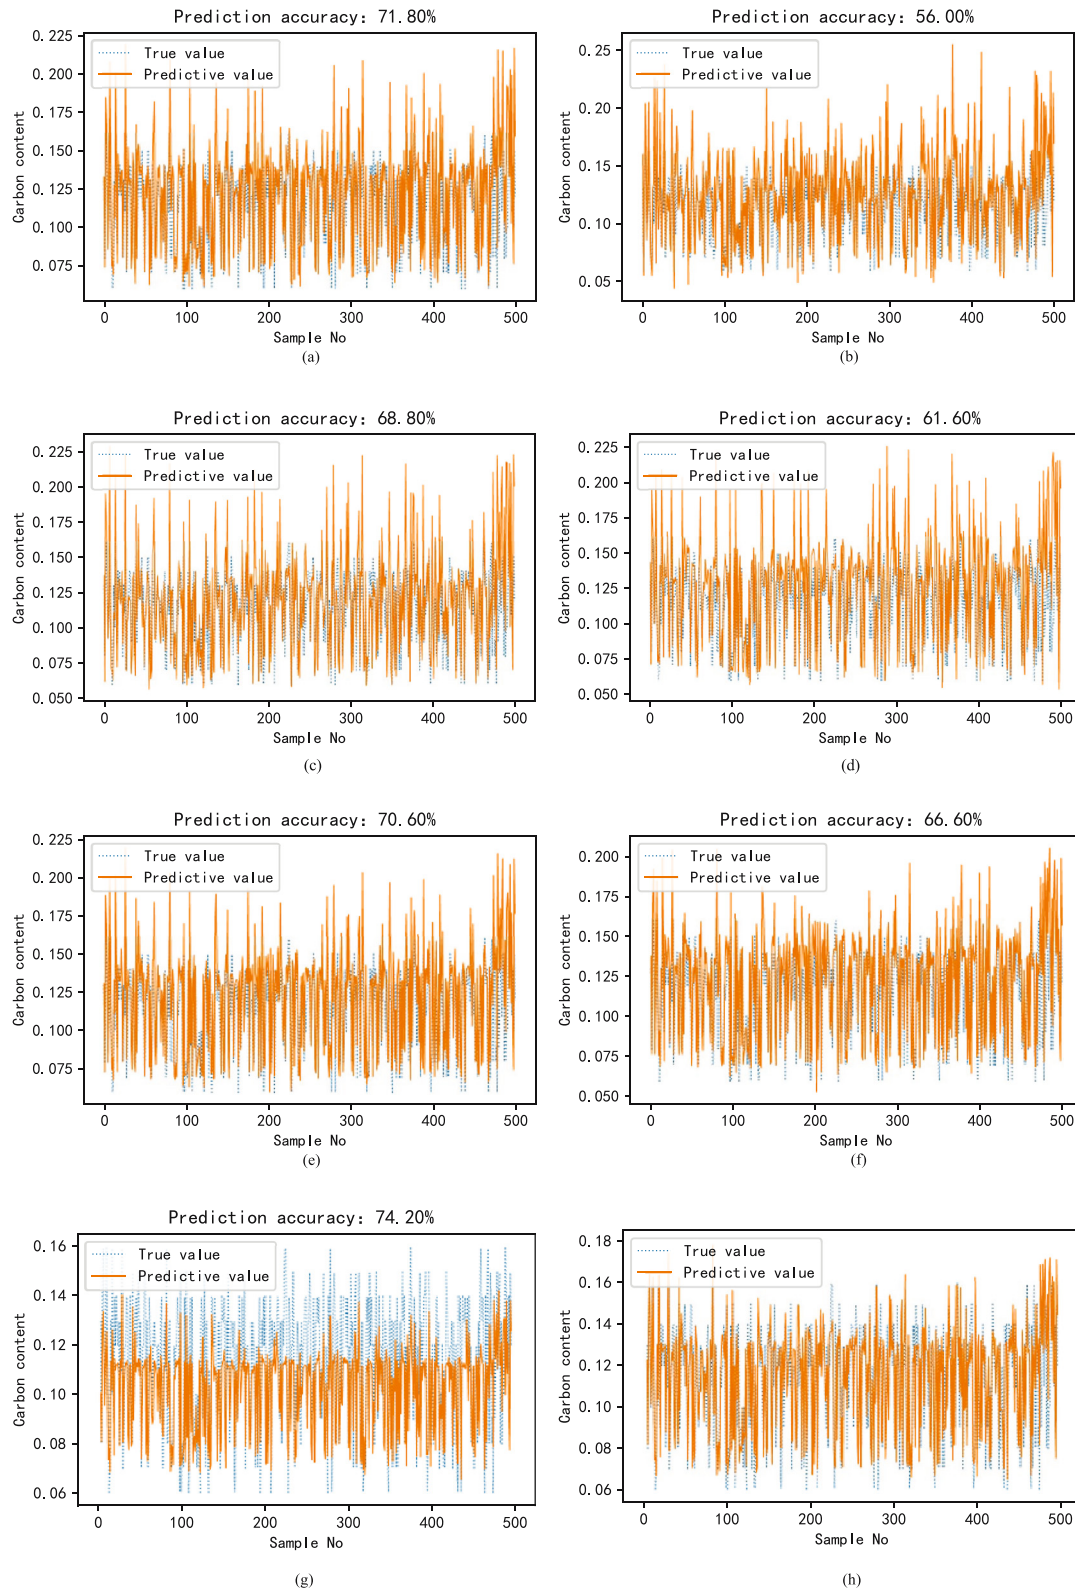 Prediction accuracy: 71.80%
0.225
0.200
0.175
0.150
0.125
0.100
0.075
Carbon content
True value
Predictive value
0 100 200 300 400 500
Sample No
(a)
Prediction accuracy: 56.00%
0.25
0.20
0.15
0.10
0.05
Carbon content
True value
Predictive value
0 100 200 300 400 500
Sample No
(b)
Prediction accuracy: 68.80%
0.225
0.200
0.175
0.150
0.125
0.100
0.075
0.050
Carbon content
True value
Predictive value
0 100 200 300 400 500
Sample No
(c)
Prediction accuracy: 61.60%
0.225
0.200
0.175
0.150
0.125
0.100
0.075
0.050
Carbon content
True value
Predictive value
0 100 200 300 400 500
Sample No
(d)
Prediction accuracy: 70.60%
0.225
0.200
0.175
0.150
0.125
0.100
0.075
Carbon content
True value
Predictive value
0 100 200 300 400 500
Sample No
(e)
Prediction accuracy: 66.60%
0.200
0.175
0.150
0.125
0.100
0.075
0.050
Carbon content
True value
Predictive value
0 100 200 300 400 500
Sample No
(f)
Prediction accuracy: 74.20%
0.16
0.14
0.12
0.10
0.08
0.06
Carbon content
True value
Predictive value
0 100 200 300 400 500
Sample No
(g)
0.18
0.16
0.14
0.12
0.10
0.08
0.06
Carbon content
True value
Predictive value
0 100 200 300 400 500
Sample No
(h)